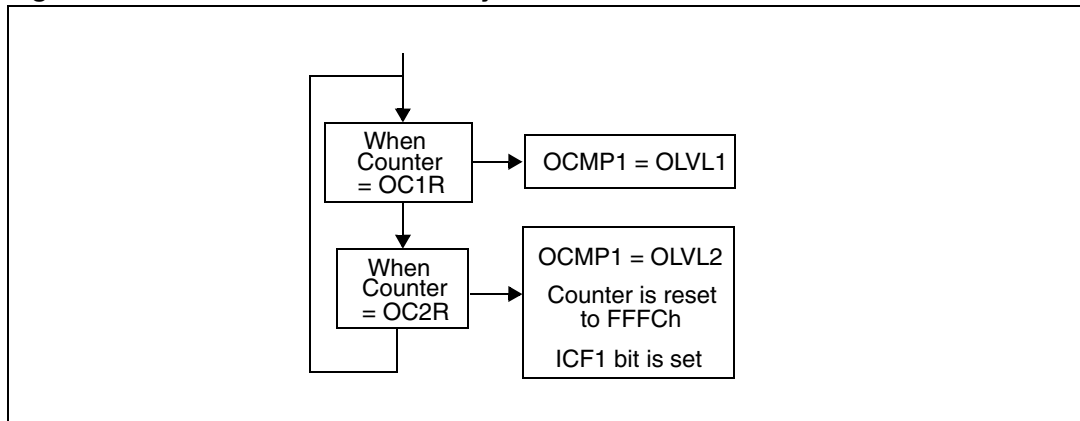 When
Counter
= OC1R
OCMP1 = OLVL1
When
Counter
= OC2R
OCMP1 = OLVL2
Counter is reset
to FFFCh
ICF1 bit is set